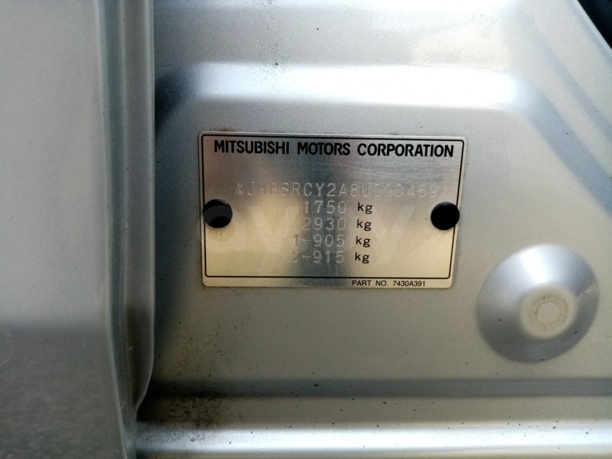 MITSUBISHI MOTORS CORPORATION
1750 kg
2930 kg
1-905 kg
2-915 kg
PART NO. 7430A391